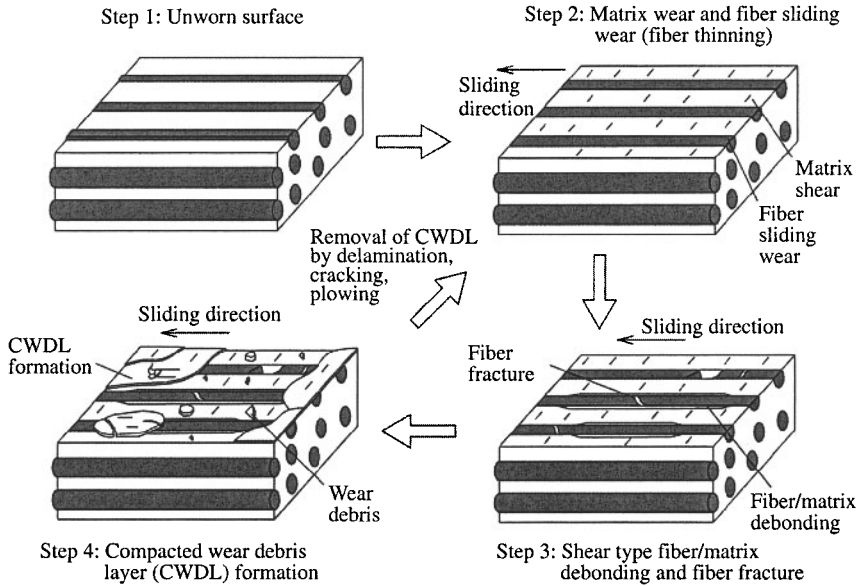 Step 1: Unworn surface
Step 2: Matrix wear and fiber sliding
wear (fiber thinning)
Sliding
direction
Matrix
shear
Fiber
sliding
wear
Removal of CWDL
by delamination,
cracking,
plowing
Sliding direction
CWDL
formation
Wear
debris
Step 4: Compacted wear debris
layer (CWDL) formation
Sliding direction
Fiber
fracture
Fiber/matrix
debonding
Step 3: Shear type fiber/matrix
debonding and fiber fracture